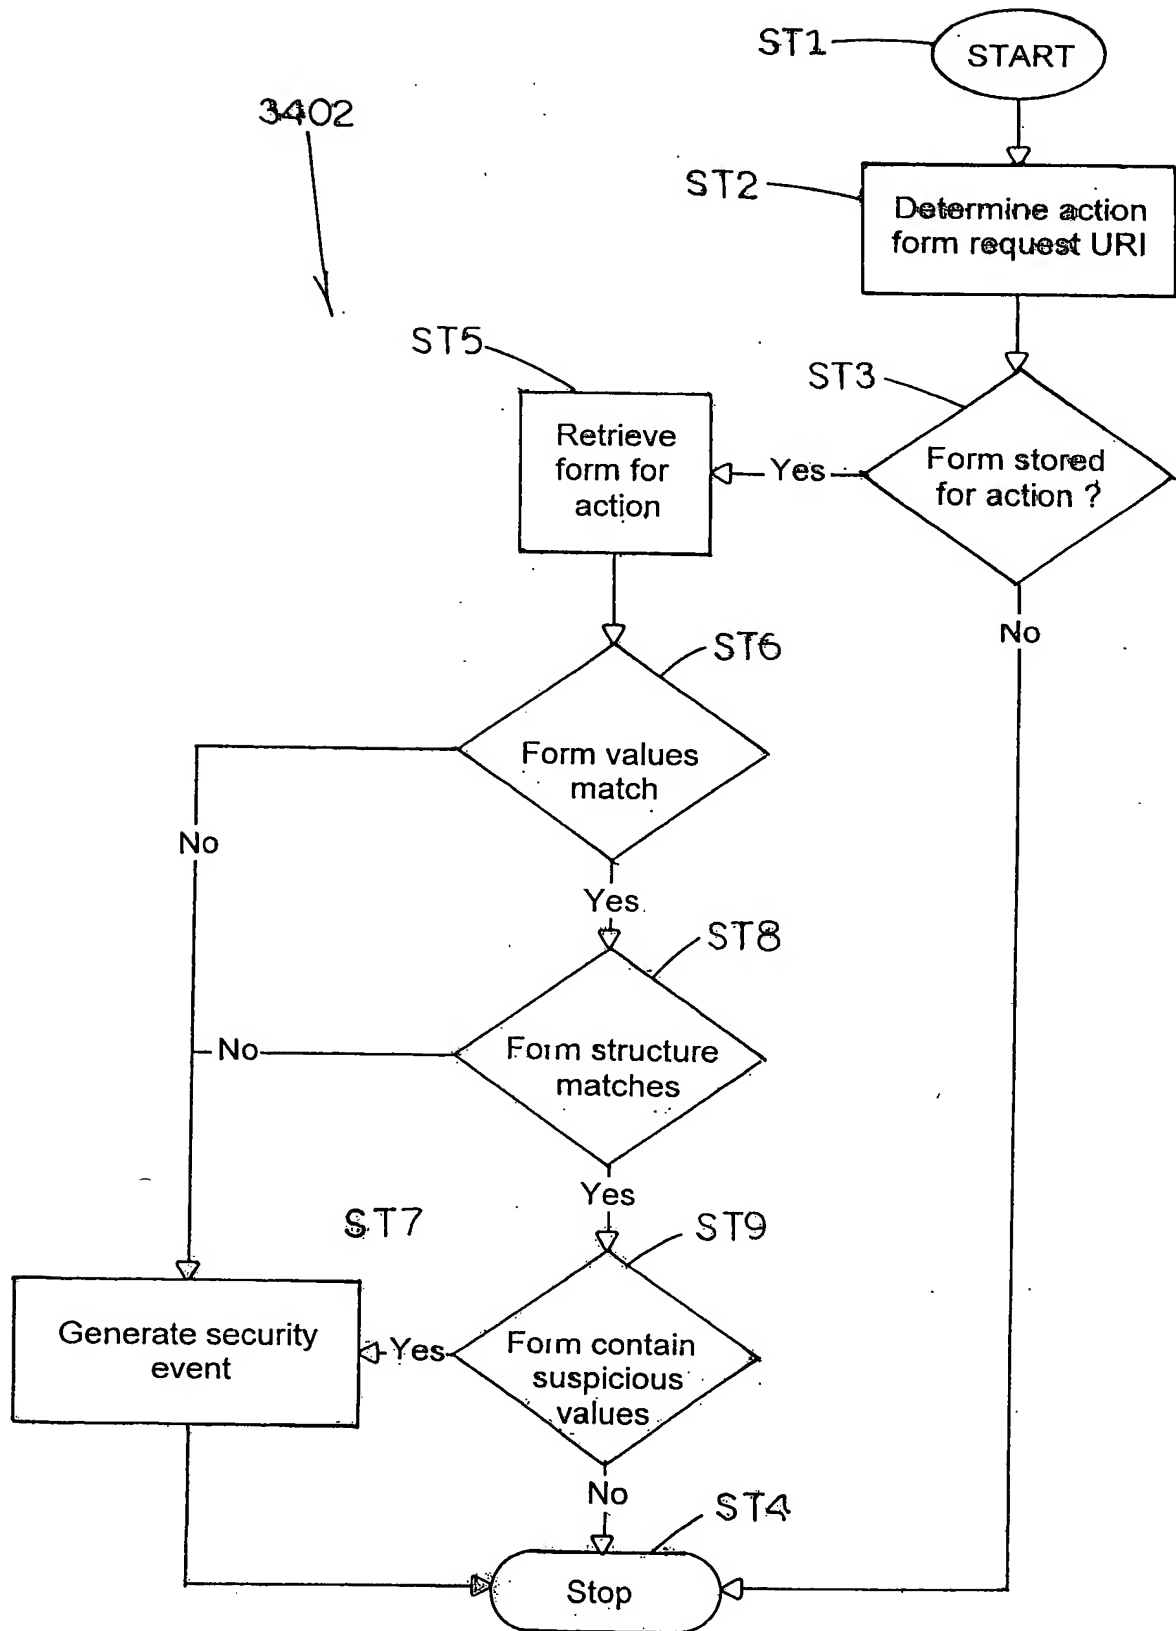 ST1
START
3402
ST2
Determine action
form request URI
ST5
ST3
Retrieve
form for
action
Yes
Form stored
for action ?
No
ST6
Form values
match
No
Yes
ST8
Form structure
matches
No
Yes
ST7
ST9
Generate security
event
Yes
Form contain
suspicious
values
No
ST4
Stop